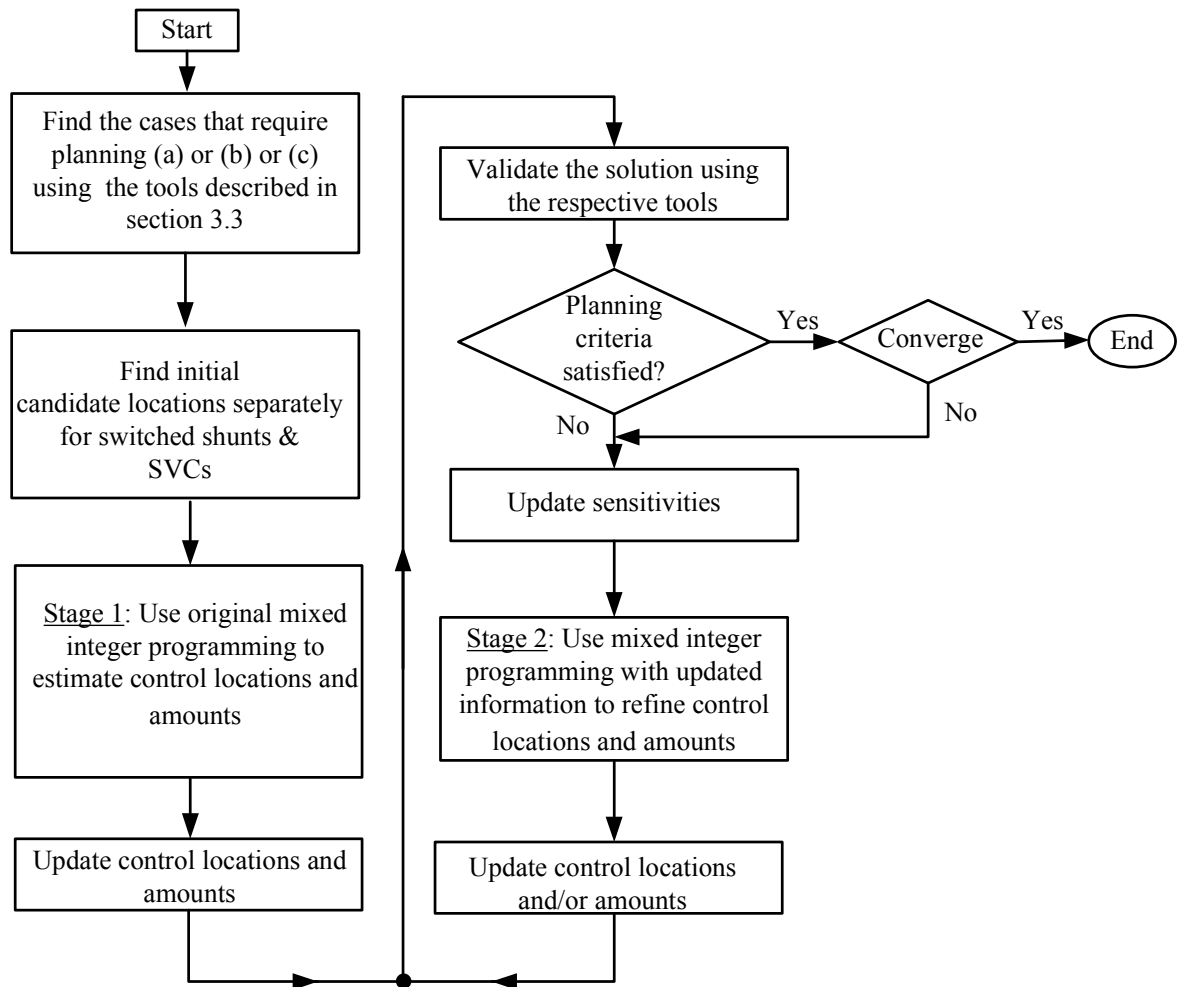 Start
Find the cases that require
planning (a) or (b) or (c)
using the tools described in
section 3.3
Find initial
candidate locations separately
for switched shunts &
SVCs
Stage 1: Use original mixed
integer programming to
estimate control locations and
amounts
Update control locations and
amounts
Validate the solution using
the respective tools
Planning
criteria
satisfied?
Yes
Converge
Yes
End
No
No
Update sensitivities
Stage 2: Use mixed integer
programming with updated
information to refine control
locations and amounts
Update control locations
and/or amounts